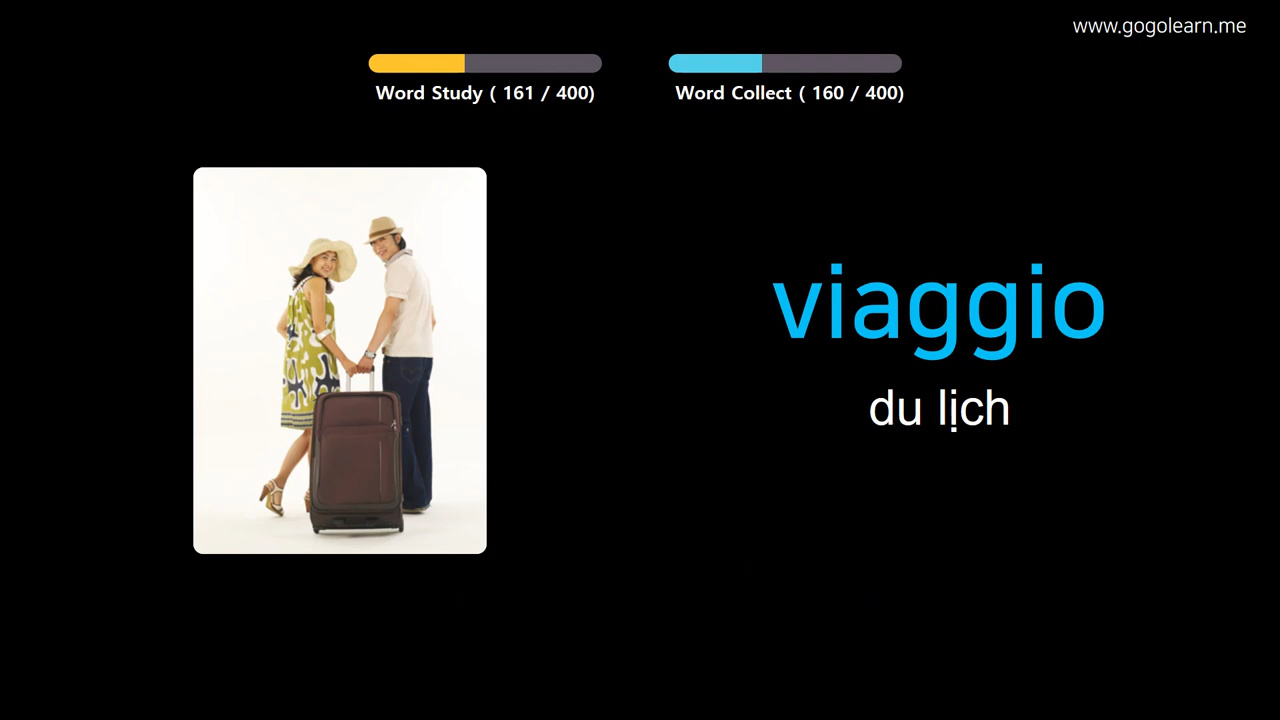 www.gogolearn.me
Word Study ( 161 / 400)
Word Collect ( 160 / 400)
viaggio
du lịch